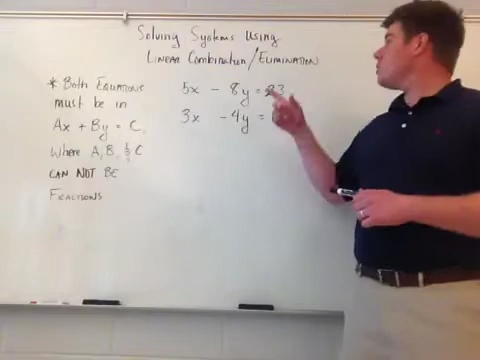 Solving Systems Using
Linear Combination/Elimination
* Both Equations
must be in
Ax + By = C,
Where A, B, & C
CAN NOT BE
Fractions
5x - 8y = 83
3x - 4y =